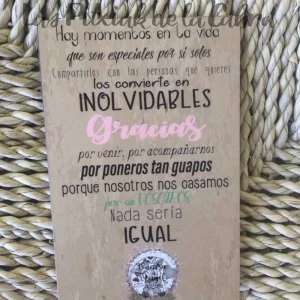 Hay momentos en la vida
que son especiales por si solos
Compartirlos con las personas que quieres
los convierte en
INOLVIDABLES
Gracias
por venir, por acompañarnos
por poneros tan guapos
porque nosotros nos casamos
pero sin VOSOTROS
Nada sería
IGUAL